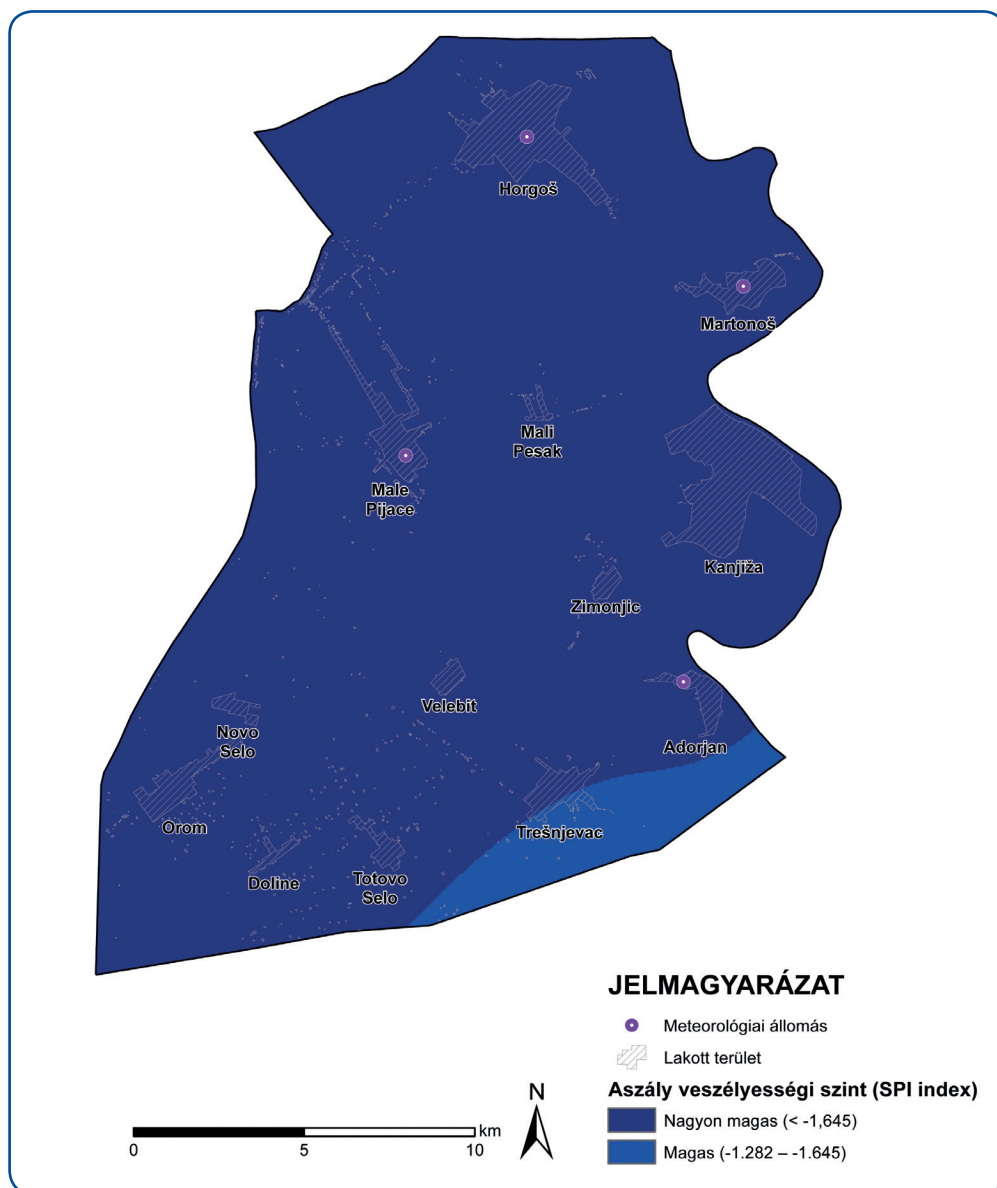 Horgoš
Martonoš
Mali
Pesak
Male
Pijace
Kanjiža
Zimonjic
Velebit
Novo
Selo
Adorjan
Orom
Trešnjevac
Doline
Totovo
Selo
JELMAGYARÁZAT
Meteorológiai állomás
Lakott terület
Aszály veszélyességi szint (SPI index)
Nagyon magas (< -1,645)
Magas (-1.282 – -1.645)
N
km
0 5 10